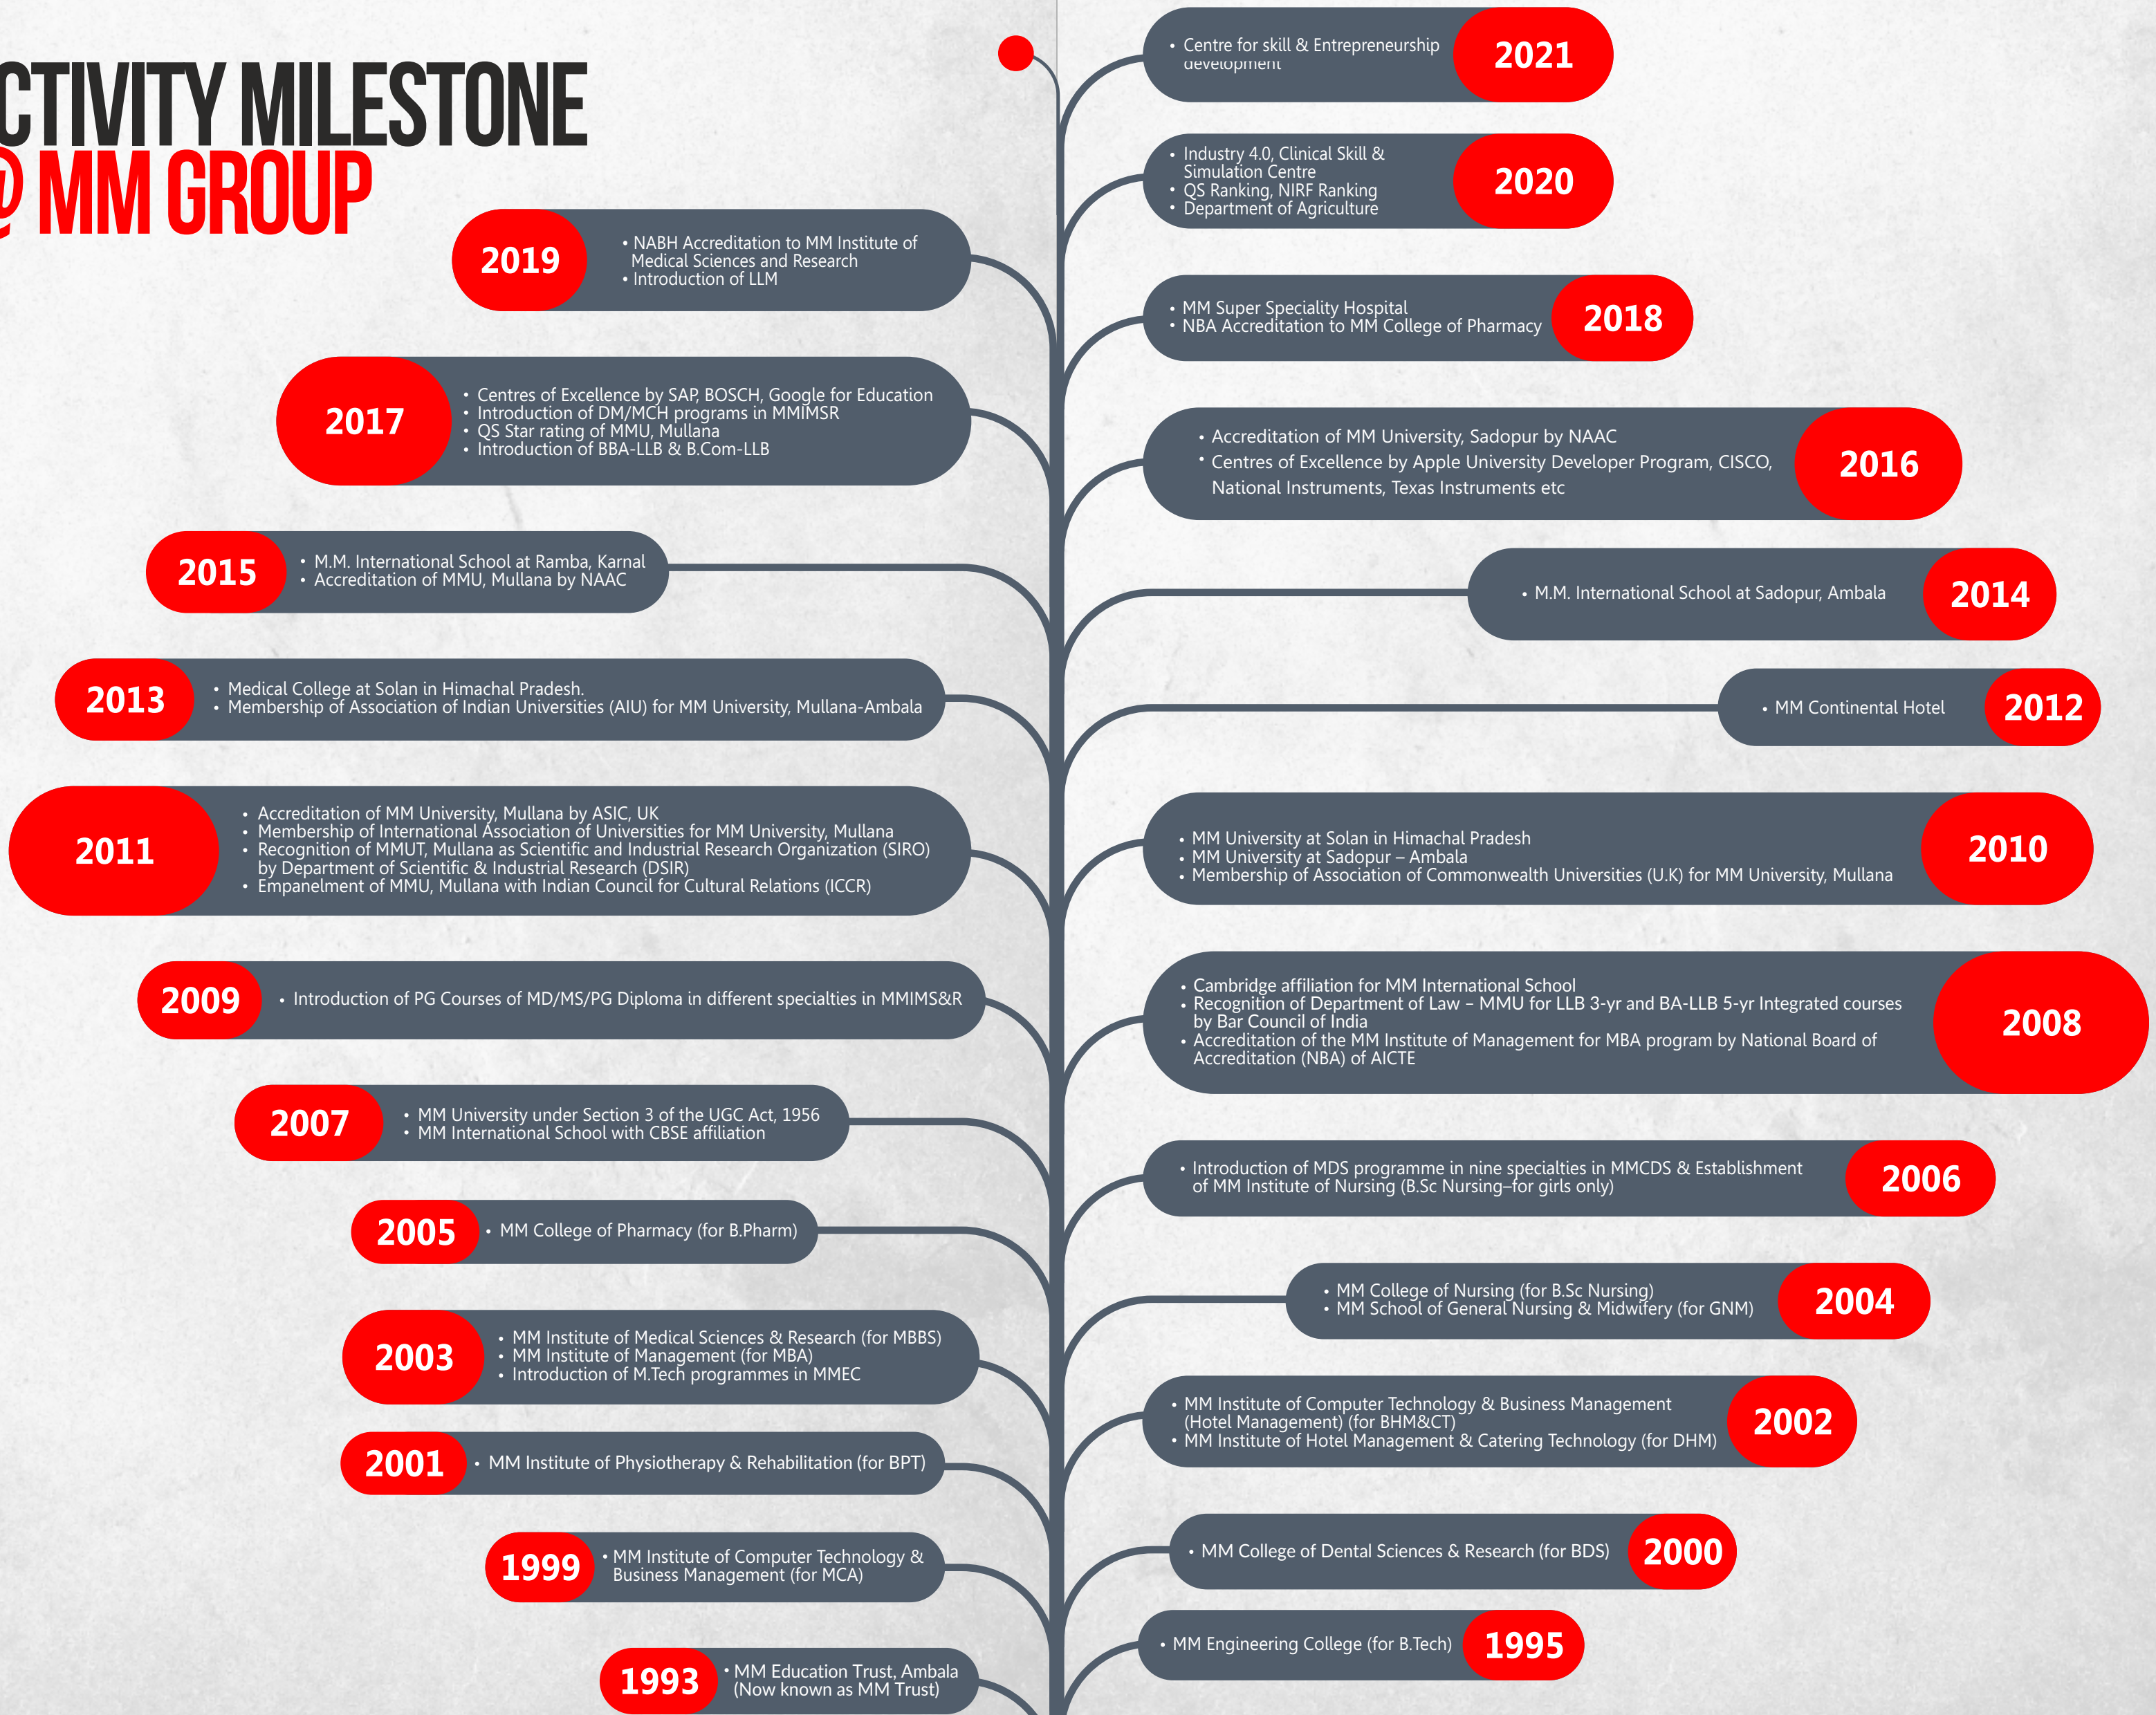 CTIVITY MILESTONE
@ MM GROUP
• Centre for skill & Entrepreneurship
development
2021
• Industry 4.0, Clinical Skill &
Simulation Centre
• QS Ranking, NIRF Ranking
• Department of Agriculture
2020
2019
• NABH Accreditation to MM Institute of
Medical Sciences and Research
• Introduction of LLM
• MM Super Speciality Hospital
• NBA Accreditation to MM College of Pharmacy
2018
2017
• Centres of Excellence by SAP, BOSCH, Google for Education
• Introduction of DM/MCH programs in MMIMSR
• QS Star rating of MMU, Mullana
• Introduction of BBA-LLB & B.Com-LLB
• Accreditation of MM University, Sadopur by NAAC
• Centres of Excellence by Apple University Developer Program, CISCO,
National Instruments, Texas Instruments etc
2016
2015
• M.M. International School at Ramba, Karnal
• Accreditation of MMU, Mullana by NAAC
• M.M. International School at Sadopur, Ambala
2014
2013
• Medical College at Solan in Himachal Pradesh.
• Membership of Association of Indian Universities (AIU) for MM University, Mullana-Ambala
• MM Continental Hotel
2012
2011
• Accreditation of MM University, Mullana by ASIC, UK
• Membership of International Association of Universities for MM University, Mullana
• Recognition of MMUT, Mullana as Scientific and Industrial Research Organization (SIRO)
by Department of Scientific & Industrial Research (DSIR)
• Empanelment of MMU, Mullana with Indian Council for Cultural Relations (ICCR)
• MM University at Solan in Himachal Pradesh
• MM University at Sadopur – Ambala
• Membership of Association of Commonwealth Universities (U.K) for MM University, Mullana
2010
2009
• Introduction of PG Courses of MD/MS/PG Diploma in different specialties in MMIMS&R
• Cambridge affiliation for MM International School
• Recognition of Department of Law – MMU for LLB 3-yr and BA-LLB 5-yr Integrated courses
by Bar Council of India
• Accreditation of the MM Institute of Management for MBA program by National Board of
Accreditation (NBA) of AICTE
2008
2007
• MM University under Section 3 of the UGC Act, 1956
• MM International School with CBSE affiliation
• Introduction of MDS programme in nine specialties in MMCDS & Establishment
of MM Institute of Nursing (B.Sc Nursing–for girls only)
2006
2005
• MM College of Pharmacy (for B.Pharm)
• MM College of Nursing (for B.Sc Nursing)
• MM School of General Nursing & Midwifery (for GNM)
2004
2003
• MM Institute of Medical Sciences & Research (for MBBS)
• MM Institute of Management (for MBA)
• Introduction of M.Tech programmes in MMEC
• MM Institute of Computer Technology & Business Management
(Hotel Management) (for BHM&CT)
• MM Institute of Hotel Management & Catering Technology (for DHM)
2002
2001
• MM Institute of Physiotherapy & Rehabilitation (for BPT)
• MM College of Dental Sciences & Research (for BDS)
2000
1999
• MM Institute of Computer Technology &
Business Management (for MCA)
• MM Engineering College (for B.Tech)
1995
1993
• MM Education Trust, Ambala
(Now known as MM Trust)